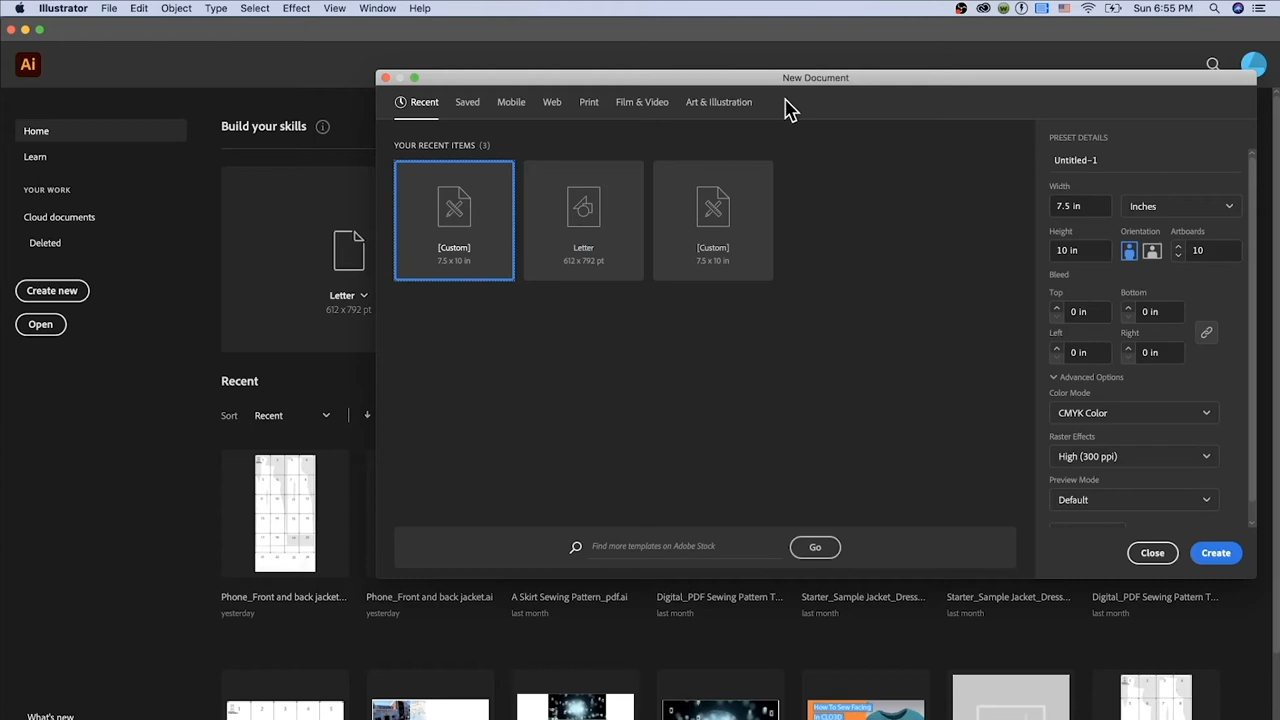 Illustrator File Edit Object Type Select Effect View Window Help
Sun 6:55 PM
Ai
New Document
Recent Saved Mobile Web Print Film & Video Art & Illustration
Home
Learn
YOUR WORK
Cloud documents
Deleted
Create new
Open
Build your skills
Letter
612 x 792 pt
Recent
Sort Recent
YOUR RECENT ITEMS (3)
[Custom]
7.5 x 10 in
Letter
612 x 792 pt
[Custom]
7.5 x 10 in
Find more templates on Adobe Stock
Go
PRESET DETAILS
Untitled-1
Width
7.5 in Inches
Height Orientation Artboards
10 in 10
Bleed
Top Bottom
0 in 0 in
Left Right
0 in 0 in
Advanced Options
Color Mode
CMYK Color
Raster Effects
High (300 ppi)
Preview Mode
Default
Close Create
Phone_Front and back jacket... Phone_Front and back jacket.ai A Skirt Sewing Pattern_pdf.ai Digital_PDF Sewing Pattern T... Starter_Sample Jacket_Dress... Starter_Sample Jacket_Dress... Digital_PDF Sewing Pattern T...
yesterday yesterday last month last month last month last month last month
How To Sew Facing
in CLO3D
What's new